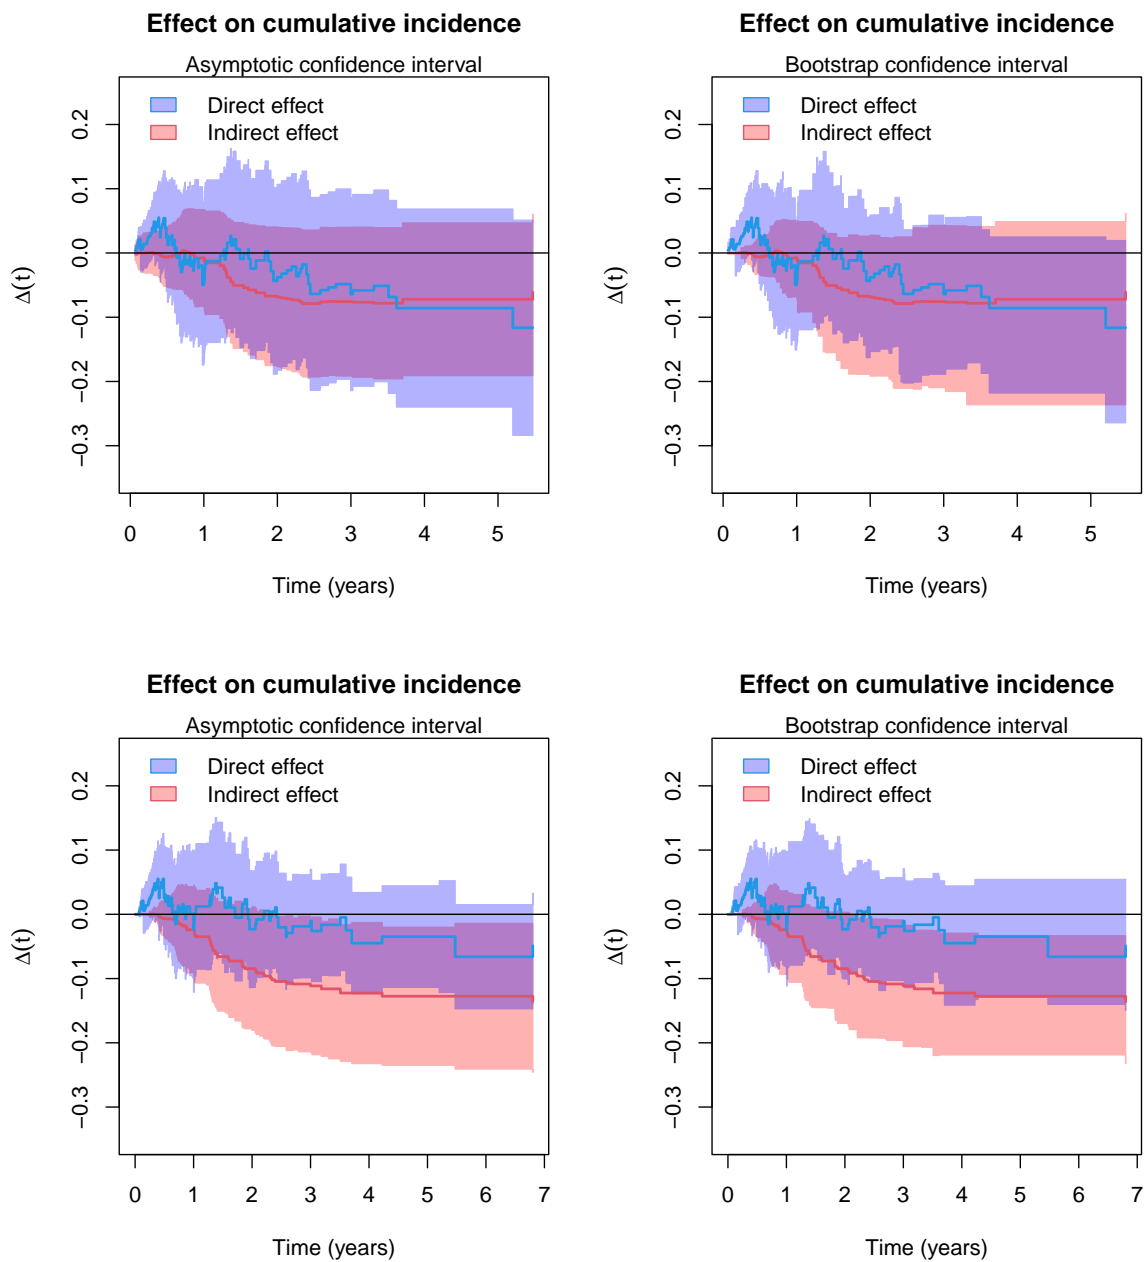 Effect on cumulative incidence
Asymptotic confidence interval
Direct effect
Indirect effect
0.2
0.1
0.0
−0.1
−0.2
−0.3
Δ(t)
0 1 2 3 4 5
Time (years)
Effect on cumulative incidence
Bootstrap confidence interval
Direct effect
Indirect effect
0.2
0.1
0.0
−0.1
−0.2
−0.3
Δ(t)
0 1 2 3 4 5
Time (years)
Effect on cumulative incidence
Asymptotic confidence interval
Direct effect
Indirect effect
0.2
0.1
0.0
−0.1
−0.2
−0.3
Δ(t)
0 1 2 3 4 5 6 7
Time (years)
Effect on cumulative incidence
Bootstrap confidence interval
Direct effect
Indirect effect
0.2
0.1
0.0
−0.1
−0.2
−0.3
Δ(t)
0 1 2 3 4 5 6 7
Time (years)